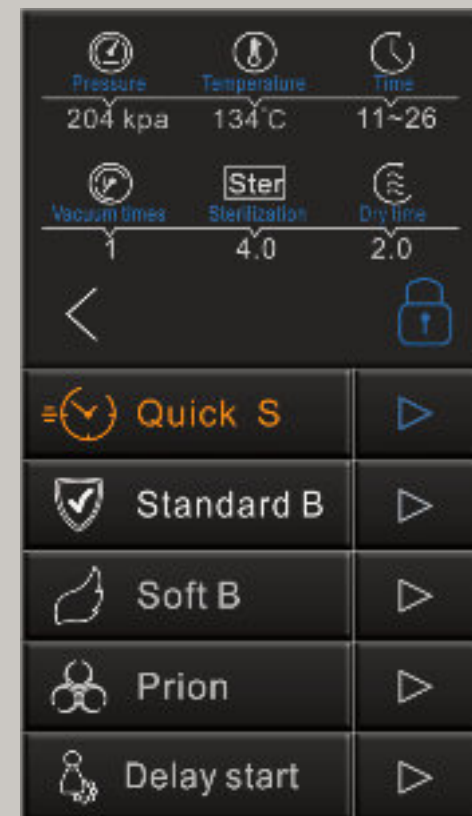 Pressure Temperature Time
204 kpa 134°C 11~26
Ster
Vacuum times Sterilization Dry time
1 4.0 2.0
Quick S
Standard B
Soft B
Prion
Delay start